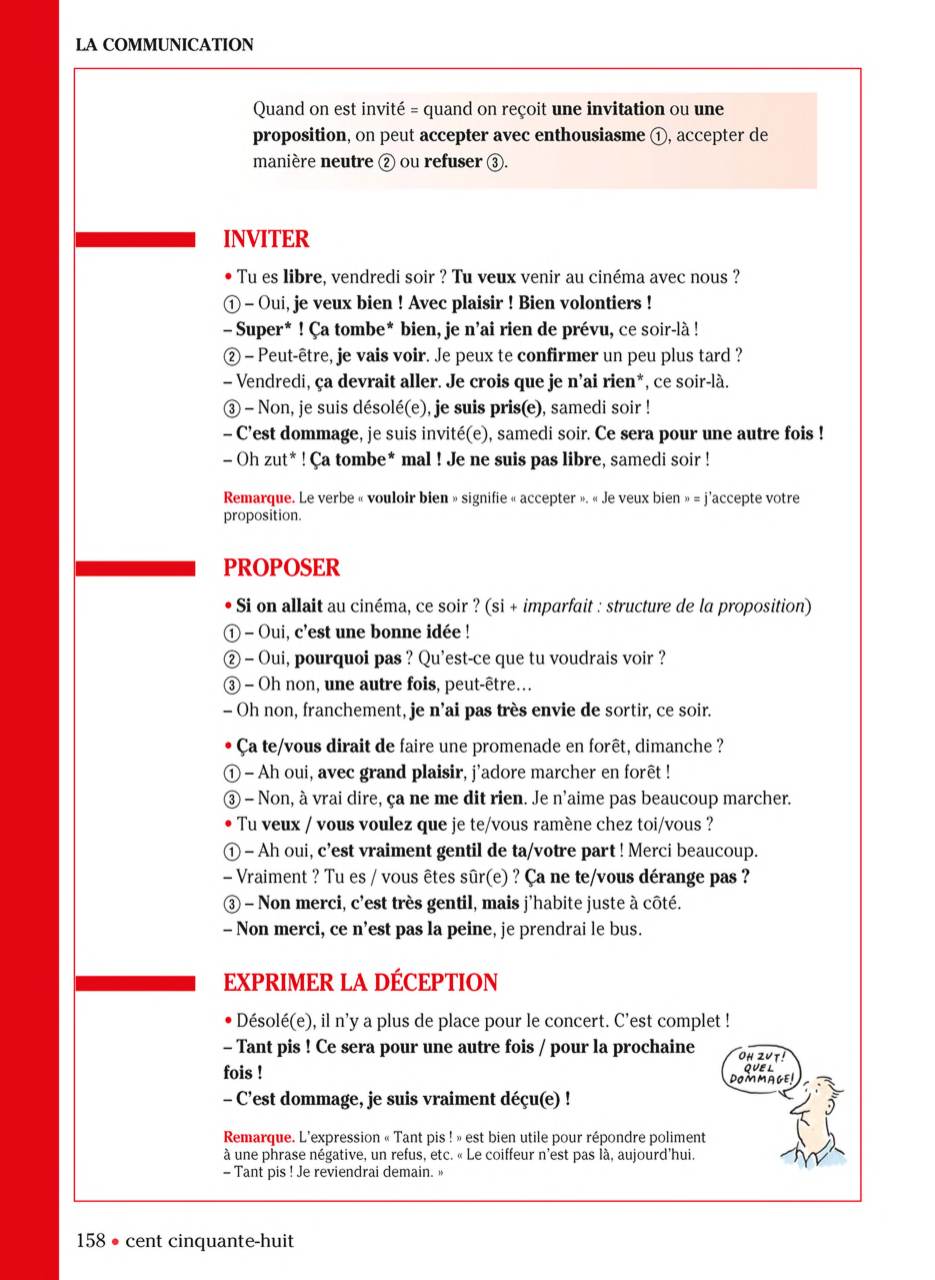 LA COMMUNICATION
Quand on est invité = quand on reçoit une invitation ou une
proposition, on peut accepter avec enthousiasme ①, accepter de
manière neutre ② ou refuser ③.
INVITER
• Tu es libre, vendredi soir ? Tu veux venir au cinéma avec nous ?
① – Oui, je veux bien ! Avec plaisir ! Bien volontiers !
– Super* ! Ça tombe* bien, je n'ai rien de prévu, ce soir-là !
② – Peut-être, je vais voir. Je peux te confirmer un peu plus tard ?
– Vendredi, ça devrait aller. Je crois que je n'ai rien*, ce soir-là.
③ – Non, je suis désolé(e), je suis pris(e), samedi soir !
– C'est dommage, je suis invité(e), samedi soir. Ce sera pour une autre fois !
– Oh zut* ! Ça tombe* mal ! Je ne suis pas libre, samedi soir !
Remarque. Le verbe « vouloir bien » signifie « accepter ». « Je veux bien » = j'accepte votre
proposition.
PROPOSER
• Si on allait au cinéma, ce soir ? (si + imparfait : structure de la proposition)
① – Oui, c'est une bonne idée !
② – Oui, pourquoi pas ? Qu'est-ce que tu voudrais voir ?
③ – Oh non, une autre fois, peut-être…
– Oh non, franchement, je n'ai pas très envie de sortir, ce soir.
• Ça te/vous dirait de faire une promenade en forêt, dimanche ?
① – Ah oui, avec grand plaisir, j'adore marcher en forêt !
③ – Non, à vrai dire, ça ne me dit rien. Je n'aime pas beaucoup marcher.
• Tu veux / vous voulez que je te/vous ramène chez toi/vous ?
① – Ah oui, c'est vraiment gentil de ta/votre part ! Merci beaucoup.
– Vraiment ? Tu es / vous êtes sûr(e) ? Ça ne te/vous dérange pas ?
③ – Non merci, c'est très gentil, mais j'habite juste à côté.
– Non merci, ce n'est pas la peine, je prendrai le bus.
EXPRIMER LA DÉCEPTION
• Désolé(e), il n'y a plus de place pour le concert. C'est complet !
– Tant pis ! Ce sera pour une autre fois / pour la prochaine
fois !
– C'est dommage, je suis vraiment déçu(e) !
OH ZUT!
QUEL
DOMMAGE!
Remarque. L'expression « Tant pis ! » est bien utile pour répondre poliment
à une phrase négative, un refus, etc. « Le coiffeur n'est pas là, aujourd'hui.
– Tant pis ! Je reviendrai demain. »
158 • cent cinquante-huit